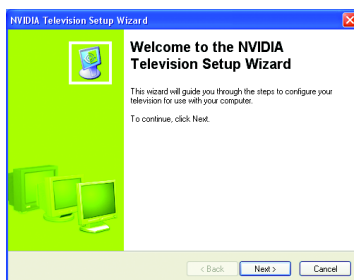 NVIDIA Television Setup Wizard
Welcome to the NVIDIA
Television Setup Wizard
This wizard will guide you through the steps to configure your
television for use with your computer.
To continue, click Next.
< Back
Next >
Cancel